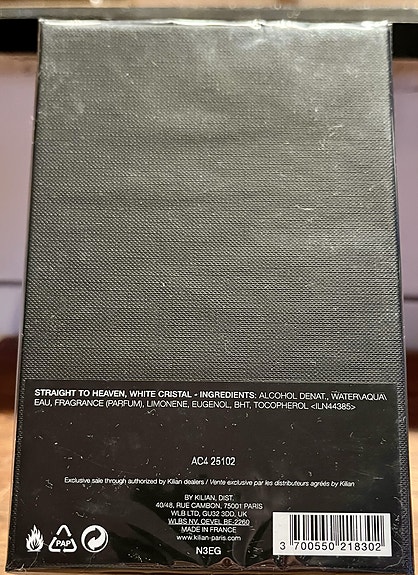 STRAIGHT TO HEAVEN, WHITE CRISTAL - INGREDIENTS: ALCOHOL DENAT., WATER\AQUA\
EAU, FRAGRANCE (PARFUM), LIMONENE, EUGENOL, BHT, TOCOPHEROL <ILN44385>
AC4 25102
Exclusive sale through authorized by Kilian dealers / Vente exclusive par les distributeurs agréés by Kilian
BY KILIAN, DIST.
40/48, RUE CAMBON, 75001 PARIS
WLB LTD, GU32 3DD, UK
WLBS NV, OEVEL BE-2260
MADE IN FRANCE
www.kilian-paris.com
N3EG
PAP
3 700550 218302